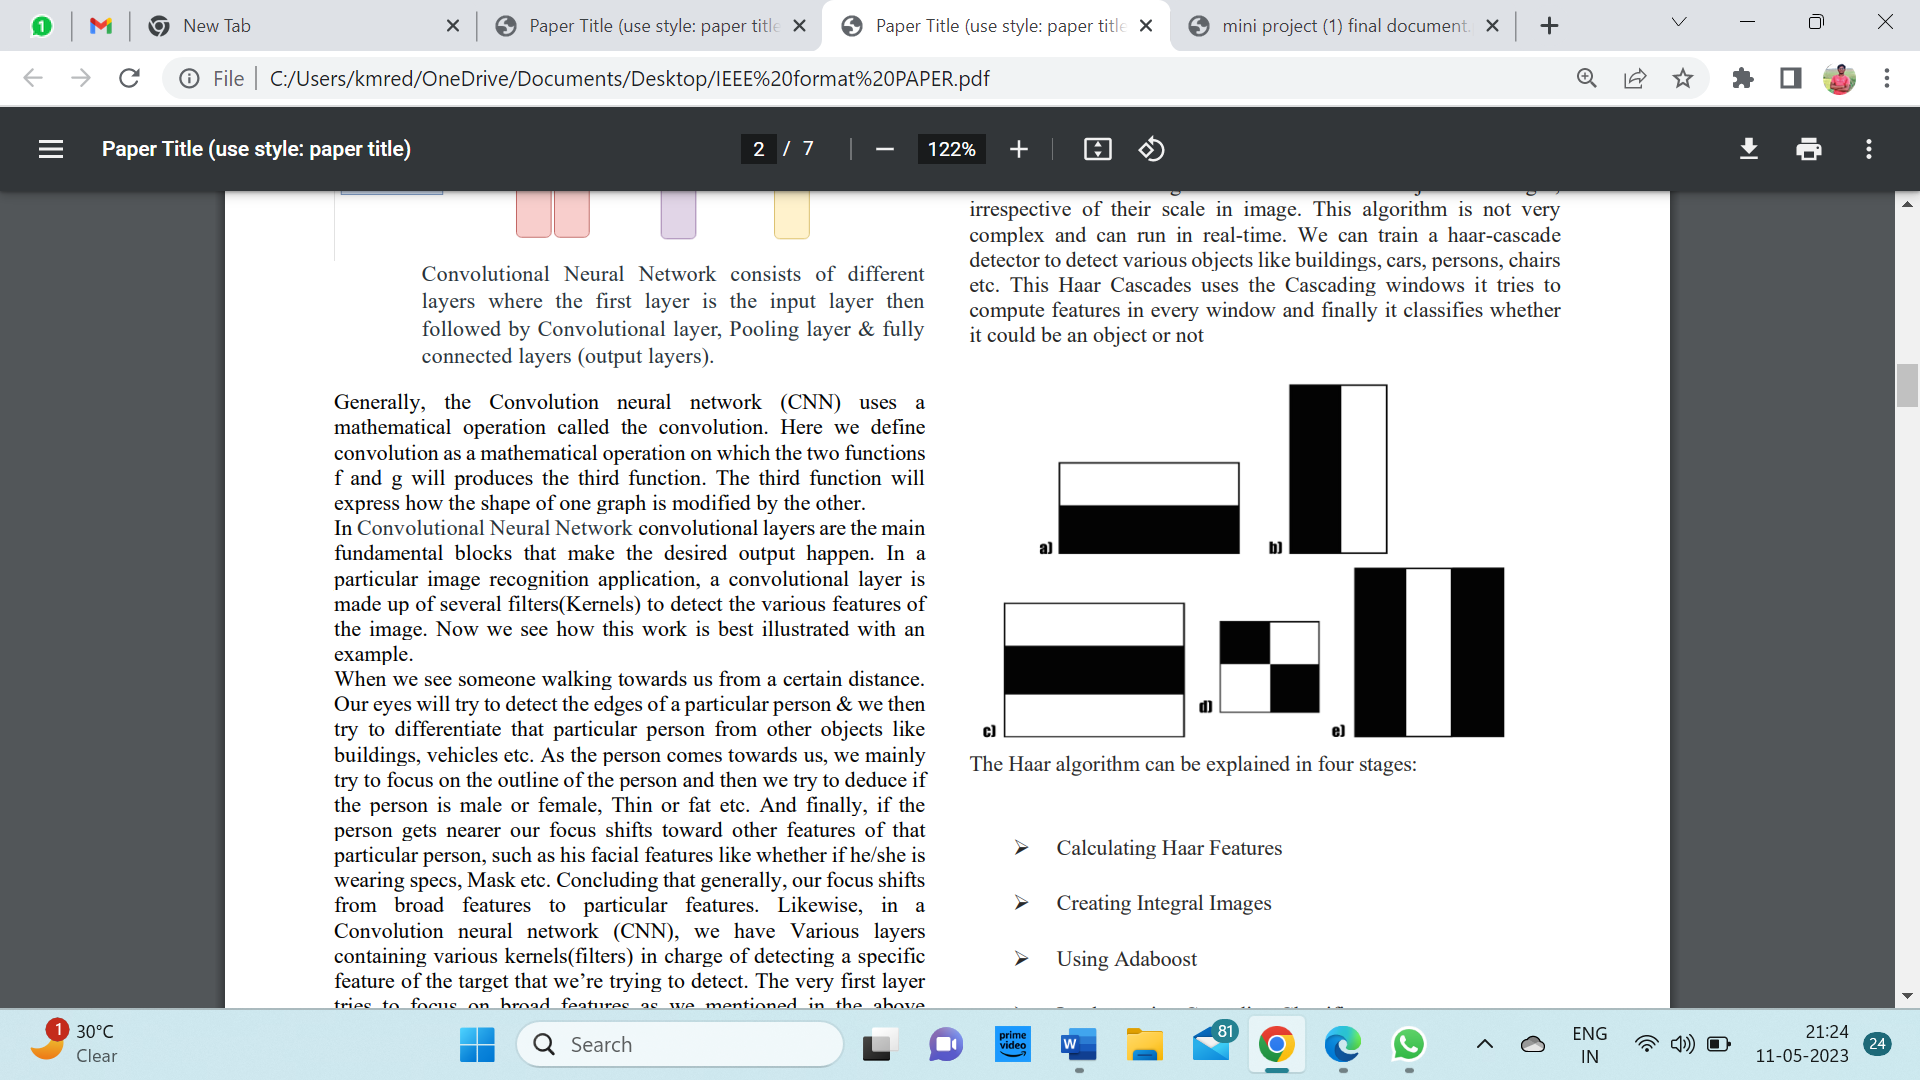 1
New Tab
Paper Title (use style: paper title
Paper Title (use style: paper title
mini project (1) final document.
File
C:/Users/kmred/OneDrive/Documents/Desktop/IEEE%20format%20PAPER.pdf
Paper Title (use style: paper title)
2 / 7
122%
Convolutional Neural Network consists of different
layers where the first layer is the input layer then
followed by Convolutional layer, Pooling layer & fully
connected layers (output layers).
Generally, the Convolution neural network (CNN) uses a
mathematical operation called the convolution. Here we define
convolution as a mathematical operation on which the two functions
f and g will produces the third function. The third function will
express how the shape of one graph is modified by the other.
In Convolutional Neural Network convolutional layers are the main
fundamental blocks that make the desired output happen. In a
particular image recognition application, a convolutional layer is
made up of several filters(Kernels) to detect the various features of
the image. Now we see how this work is best illustrated with an
example.
When we see someone walking towards us from a certain distance.
Our eyes will try to detect the edges of a particular person & we then
try to differentiate that particular person from other objects like
buildings, vehicles etc. As the person comes towards us, we mainly
try to focus on the outline of the person and then we try to deduce if
the person is male or female, Thin or fat etc. And finally, if the
person gets nearer our focus shifts toward other features of that
particular person, such as his facial features like whether if he/she is
wearing specs, Mask etc. Concluding that generally, our focus shifts
from broad features to particular features. Likewise, in a
Convolution neural network (CNN), we have Various layers
containing various kernels(filters) in charge of detecting a specific
feature of the target that we’re trying to detect. The very first layer
tries to focus on broad features as we mentioned in the above
irrespective of their scale in image. This algorithm is not very
complex and can run in real-time. We can train a haar-cascade
detector to detect various objects like buildings, cars, persons, chairs
etc. This Haar Cascades uses the Cascading windows it tries to
compute features in every window and finally it classifies whether
it could be an object or not
a)
b)
c)
d)
e)
The Haar algorithm can be explained in four stages:
➢ Calculating Haar Features
➢ Creating Integral Images
➢ Using Adaboost
1
30°C
Clear
Search
prime
video
W
81
ENG
IN
21:24
11-05-2023
24